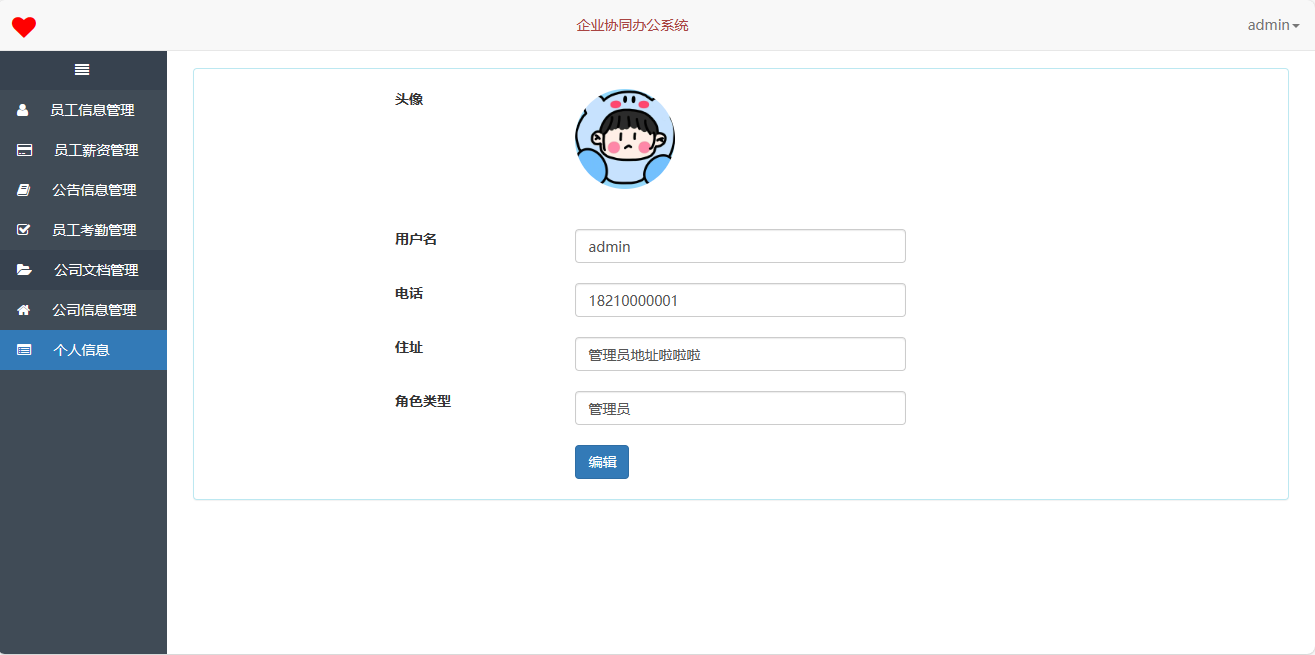 企业协同办公系统
admin
员工信息管理
员工薪资管理
公告信息管理
员工考勤管理
公司文档管理
公司信息管理
个人信息
头像
用户名
admin
电话
18210000001
住址
管理员地址啦啦啦
角色类型
管理员
编辑